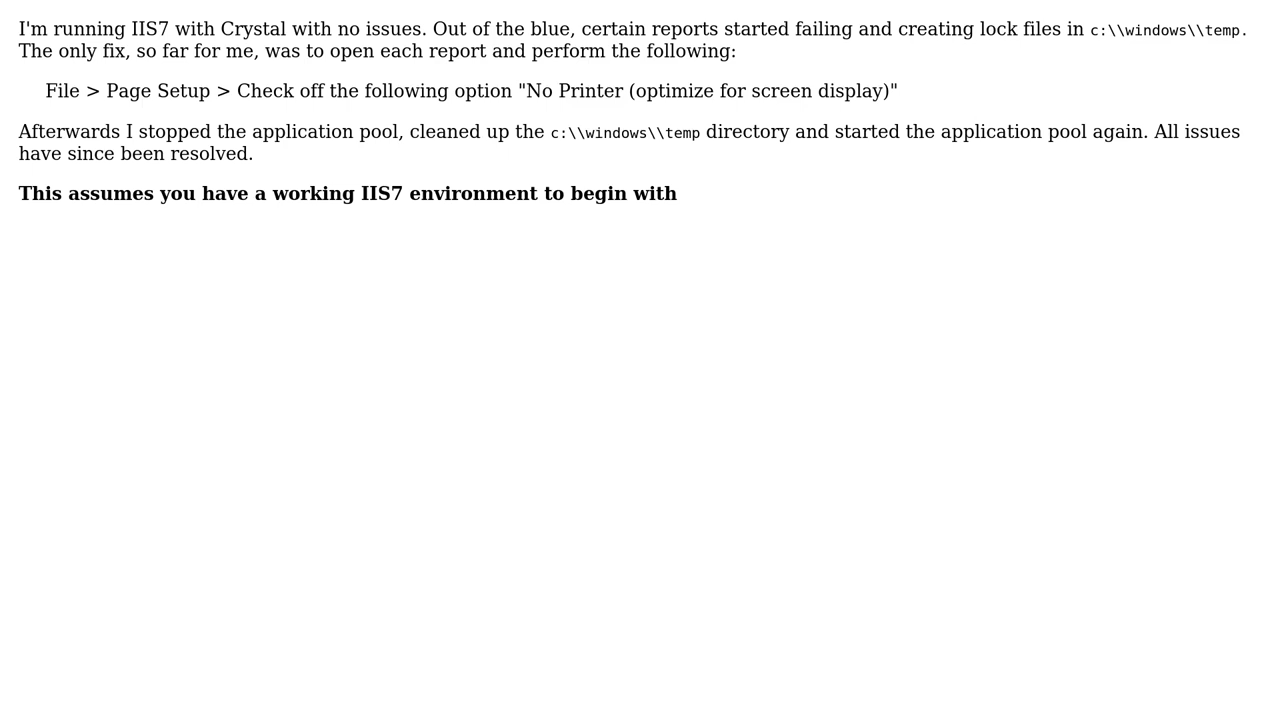 I'm running IIS7 with Crystal with no issues. Out of the blue, certain reports started failing and creating lock files in c:\\windows\\temp.
The only fix, so far for me, was to open each report and perform the following:
File > Page Setup > Check off the following option "No Printer (optimize for screen display)"
Afterwards I stopped the application pool, cleaned up the c:\\windows\\temp directory and started the application pool again. All issues
have since been resolved.
This assumes you have a working IIS7 environment to begin with